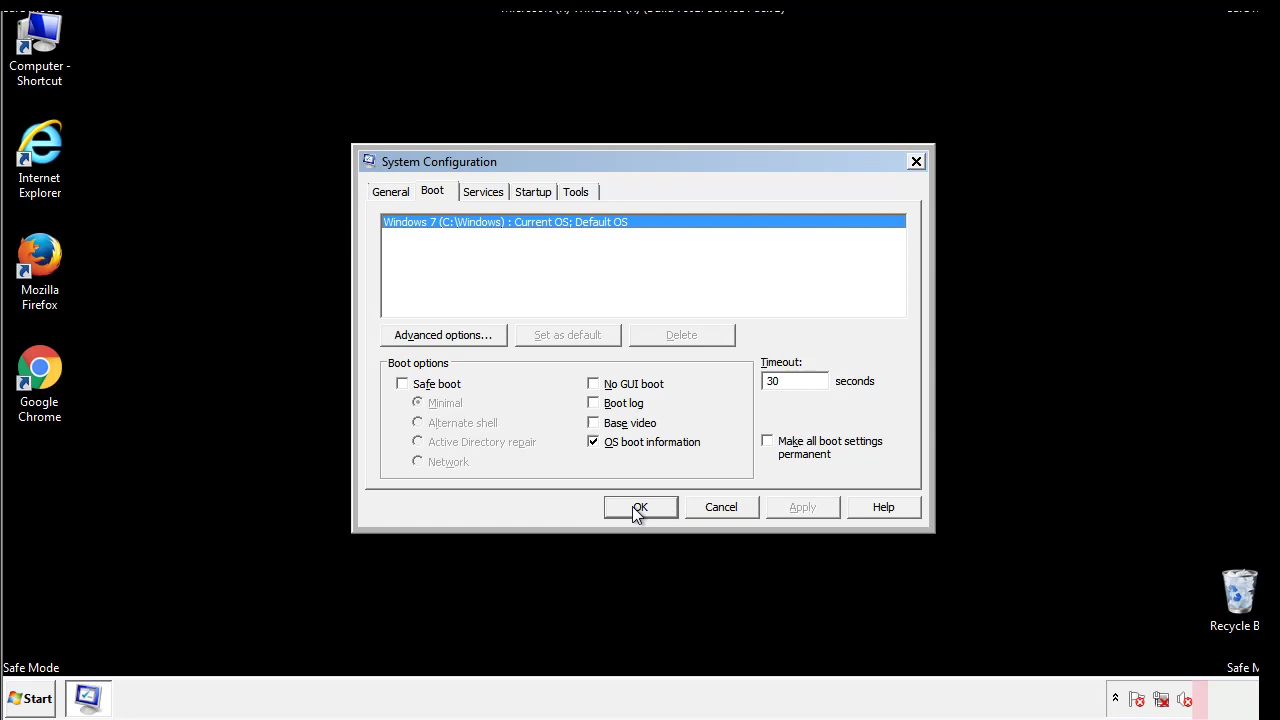 Computer -
Shortcut
Internet
Explorer
Mozilla
Firefox
Google
Chrome
System Configuration
General Boot Services Startup Tools
Windows 7 (C:\Windows) : Current OS; Default OS
Advanced options... Set as default Delete
Boot options
Timeout:
Safe boot No GUI boot
30 seconds
Minimal Boot log
Alternate shell Base video
Active Directory repair OS boot information
Make all boot settings
permanent
Network
OK Cancel Apply Help
Recycle B
Safe Mode
Safe M
Start